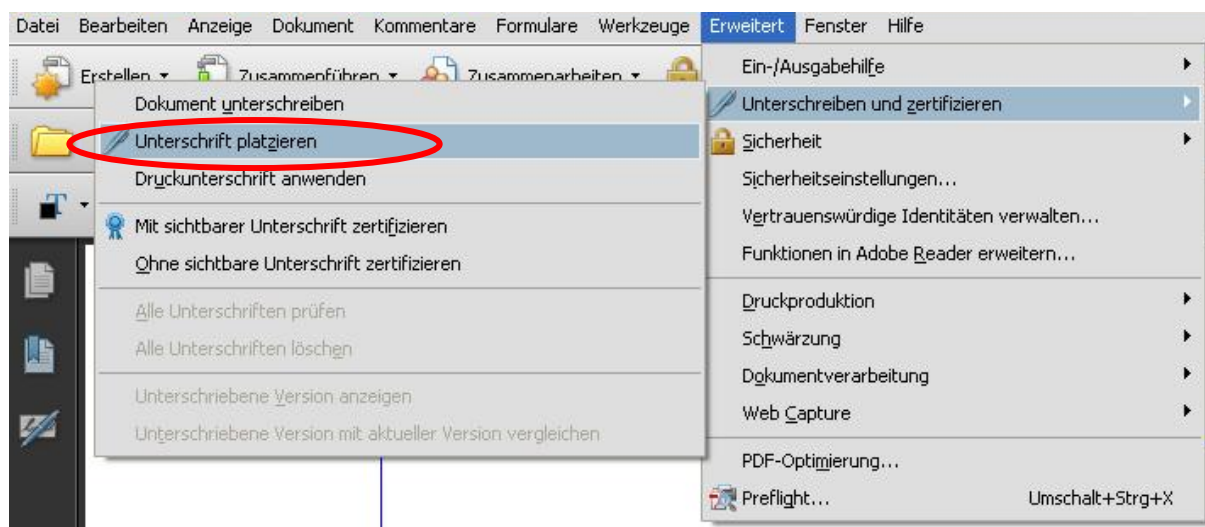 Datei Bearbeiten Anzeige Dokument Kommentare Formulare Werkzeuge Erweitert Fenster Hilfe
Erstellen Zusammenführen Zusammenarbeiten
Ein-/Ausgabehilfe
Unterschreiben und zertifizieren
Sicherheit
Sicherheitseinstellungen...
Vertrauenswürdige Identitäten verwalten...
Funktionen in Adobe Reader erweitern...
Druckproduktion
Schwärzung
Dokumentverarbeitung
Web Capture
PDF-Optimierung...
Preflight... Umschalt+Strg+X
Dokument unterschreiben
Unterschrift platzieren
Druckunterschrift anwenden
Mit sichtbarer Unterschrift zertifizieren
Ohne sichtbare Unterschrift zertifizieren
Alle Unterschriften prüfen
Alle Unterschriften löschen
Unterschriebene Version anzeigen
Unterschriebene Version mit aktueller Version vergleichen